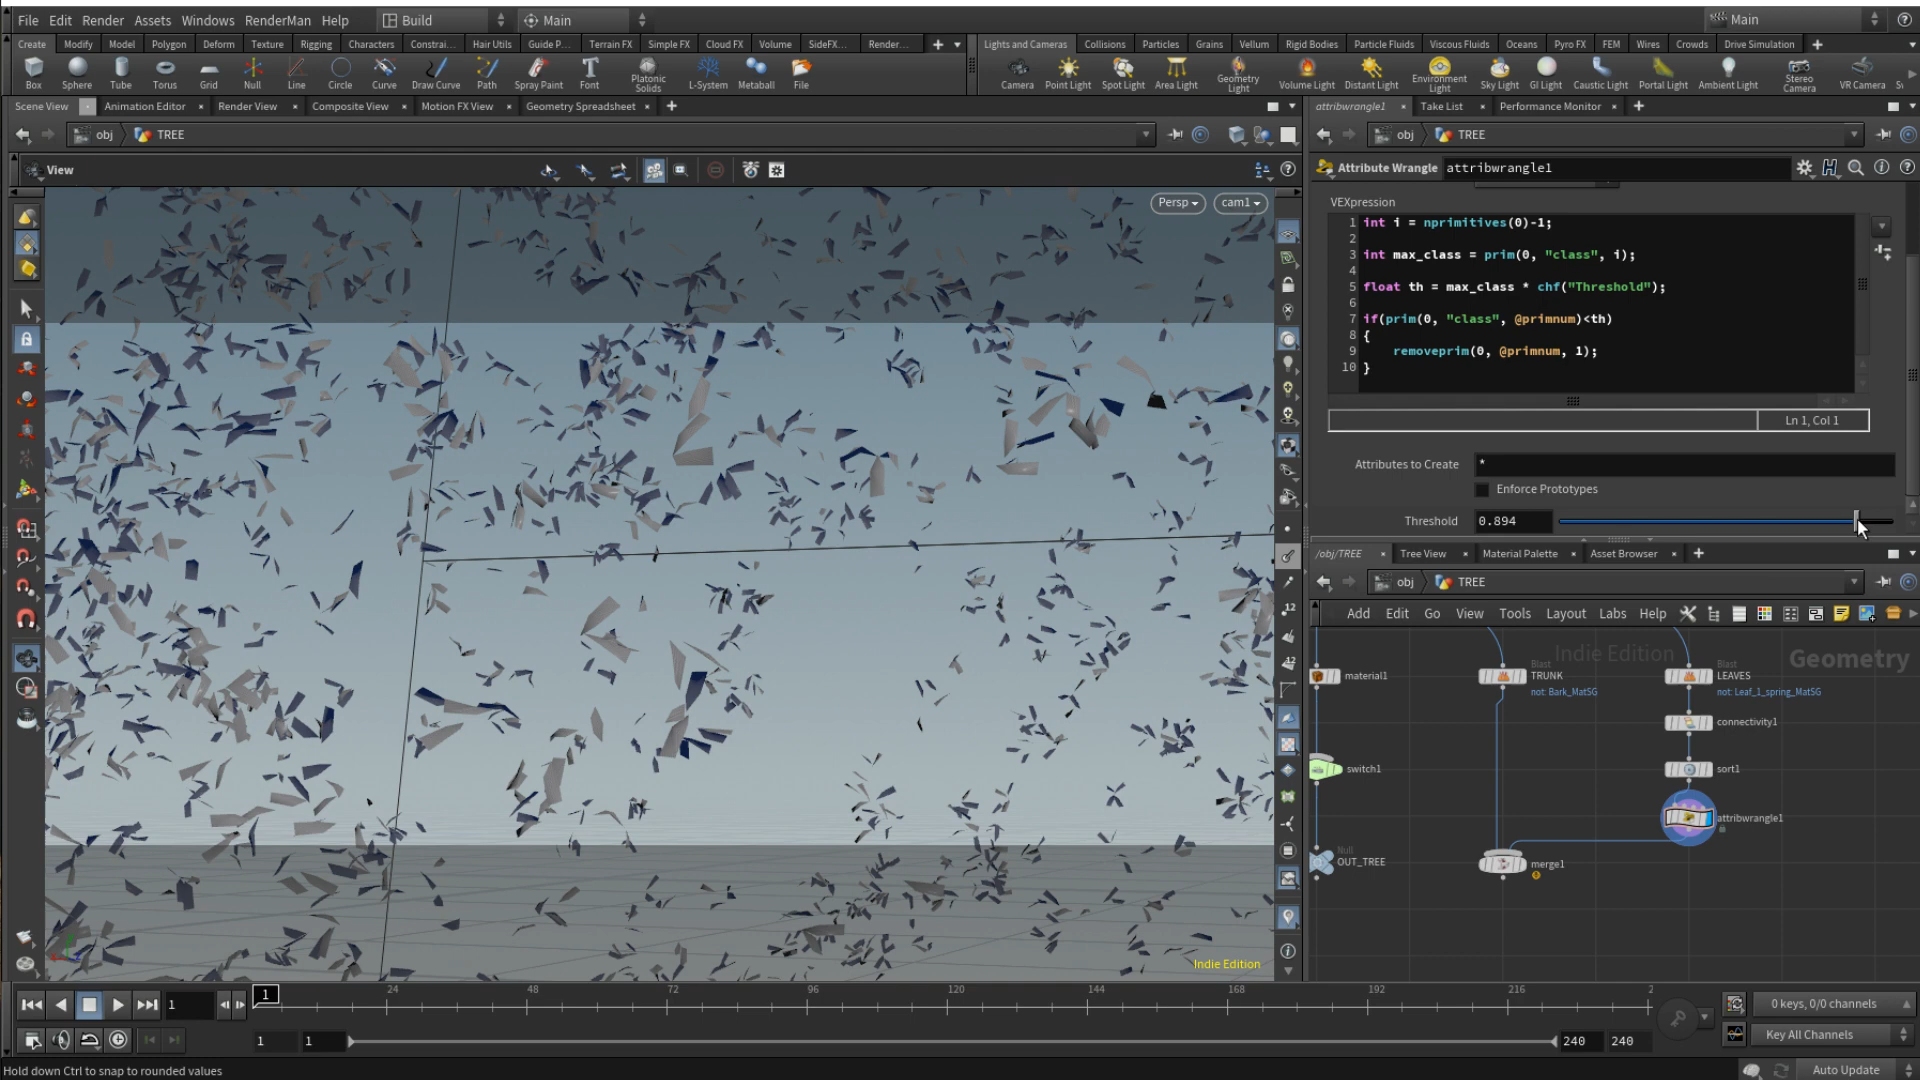 File Edit Render Assets Windows RenderMan Help Build Main Main
Create Modify Model Polygon Deform Texture Rigging Characters Constrai... Hair Utils Guide P... Terrain FX Simple FX Cloud FX Volume SideFX... Render... Lights and Cameras Collisions Particles Grains Vellum Rigid Bodies Particle Fluids Viscous Fluids Oceans Pyro FX FEM Wires Crowds Drive Simulation
Box Sphere Tube Torus Grid Null Line Circle Curve Draw Curve Path Spray Paint Font Platonic Solids L-System Metaball File Camera Point Light Spot Light Area Light Geometry Light Volume Light Distant Light Environment Light Sky Light GI Light Caustic Light Portal Light Ambient Light Stereo Camera VR Camera
Scene View Animation Editor Render View Composite View Motion FX View Geometry Spreadsheet
obj TREE
View
Persp cam1
Indie Edition
attribwrangle1 Take List Performance Monitor
obj TREE
Attribute Wrangle attribwrangle1
VEXpression
1 int i = nprimitives(0)-1;
2
3 int max_class = prim(0, "class", i);
4
5 float th = max_class * chf("Threshold");
6
7 if(prim(0, "class", @primnum)<th)
8 {
9 removeprim(0, @primnum, 1);
10 }
Ln 1, Col 1
Attributes to Create *
Enforce Prototypes
Threshold 0.894
/obj/TREE Tree View Material Palette Asset Browser
obj TREE
Add Edit Go View Tools Layout Labs Help
Indie Edition Geometry
material1
Blast
TRUNK
not: Bark_MatSG
Blast
LEAVES
not: Leaf_1_spring_MatSG
connectivity1
switch1
sort1
attribwrangle1
Null
OUT_TREE
merge1
12
12
1 1 24 48 72 96 120 144 168 192 216 2
0 keys, 0/0 channels
1 1 240 240
Key All Channels
Hold down Ctrl to snap to rounded values
Auto Update